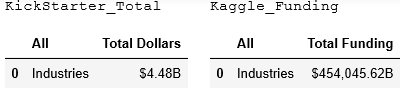 KickStarter_Total Kaggle_Funding
All Total Dollars All Total Funding
0 Industries $4.48B 0 Industries $454,045.62B